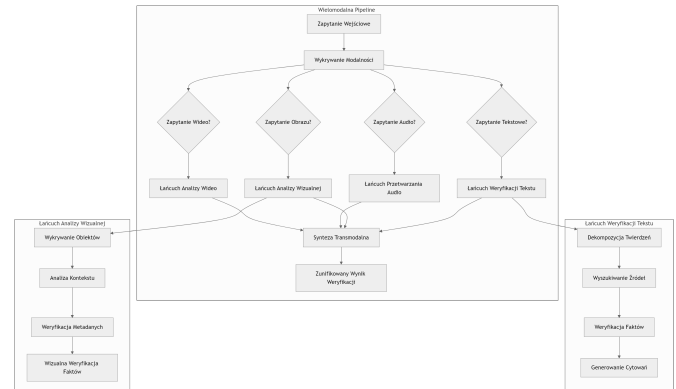 Wielomodalna Pipeline
Zapytanie Wejściowe
Wykrywanie Modalności
Zapytanie Wideo?
Zapytanie Obrazu?
Zapytanie Audio?
Zapytanie Tekstowe?
Łańcuch Analizy Wideo
Łańcuch Analizy Wizualnej
Łańcuch Przetwarzania
Audio
Łańcuch Weryfikacji Tekstu
Synteza Transmodalna
Zunifikowany Wynik
Weryfikacji
Łańcuch Analizy Wizualnej
Wykrywanie Obiektów
Analiza Kontekstu
Weryfikacja Metadanych
Wizualna Weryfikacja
Faktów
Łańcuch Weryfikacji Tekstu
Dekompozycja Twierdzeń
Wyszukiwanie Źródeł
Weryfikacja Faktów
Generowanie Cytowań